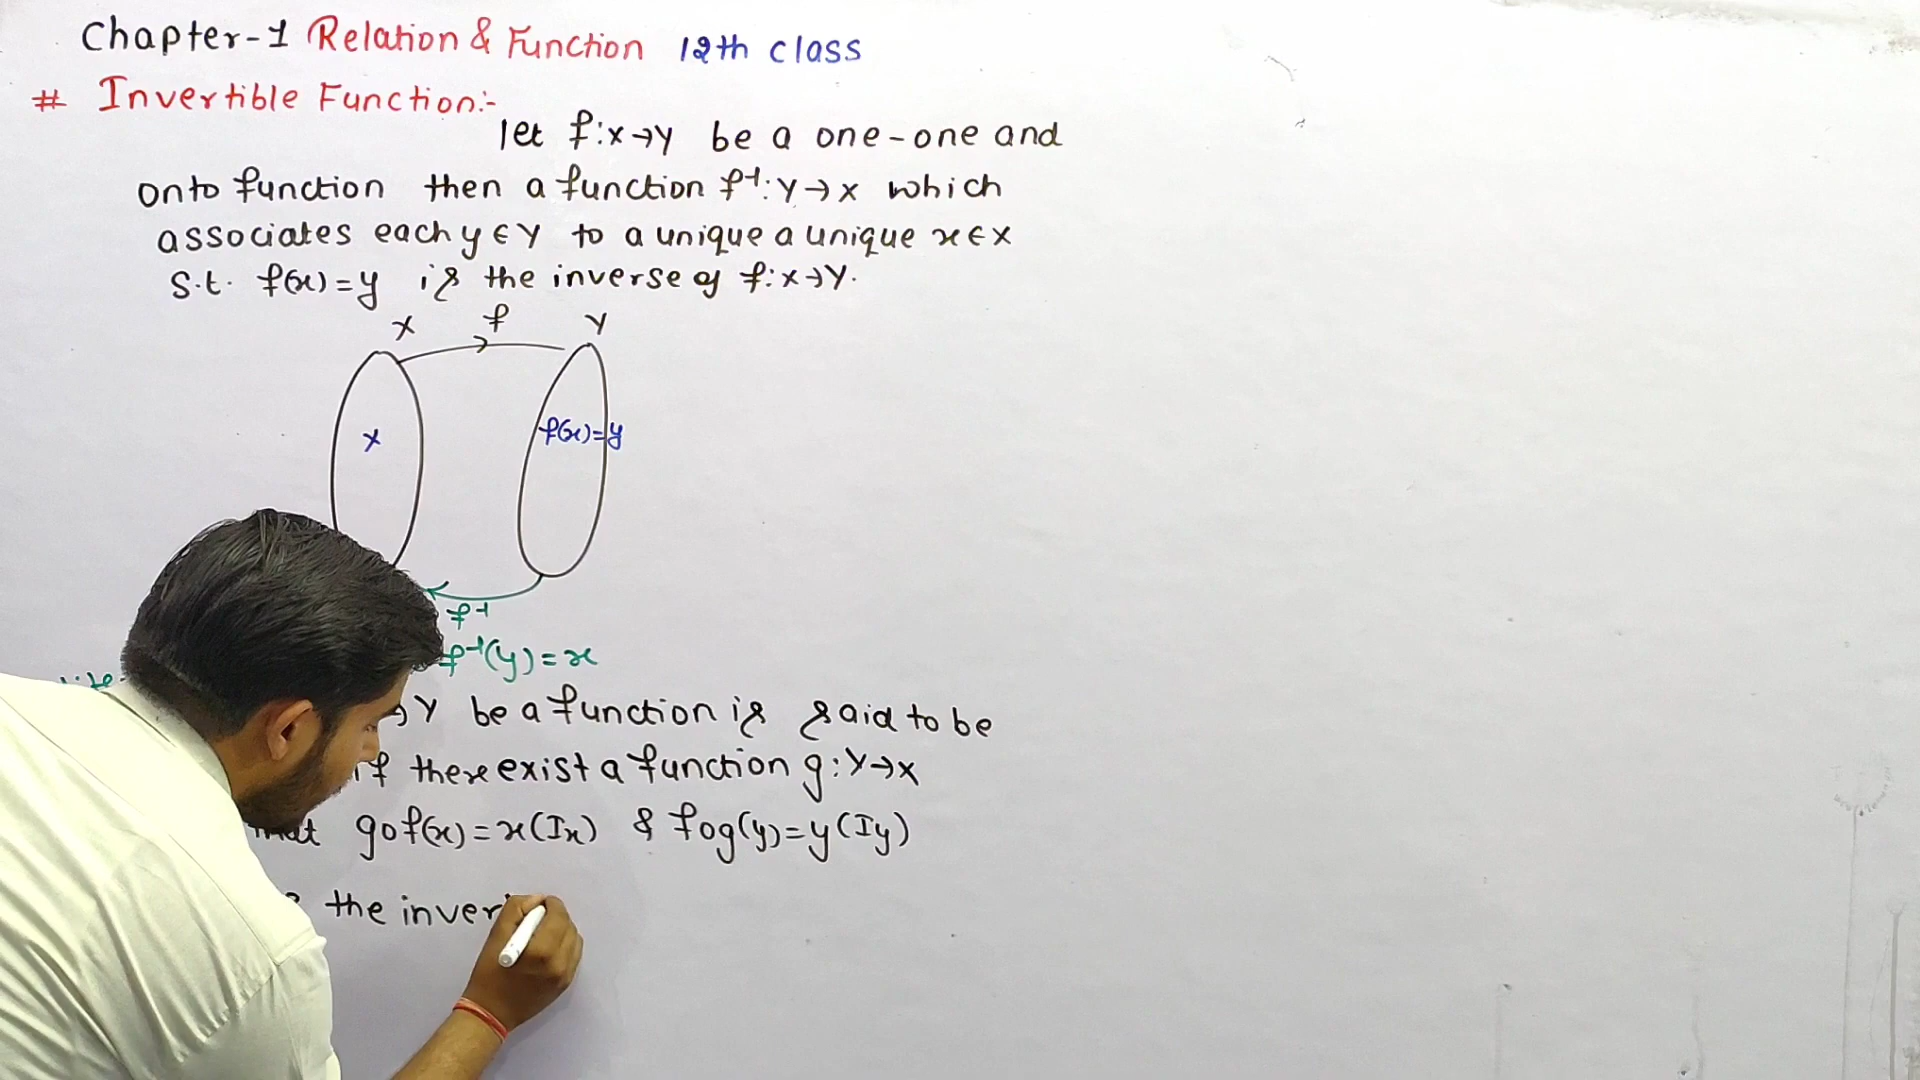 Chapter-1 Relation & Function 12th class
# Invertible Function:-
let f:x→y be a one-one and
onto function then a function f⁻¹:Y→X which
associates each y∈Y to a unique a unique x∈X
S.t. f(x)=y is the inverse of f:x→Y.
X f Y
X f(x)=y
f⁻¹
f⁻¹(y)=x
→Y be a function is said to be
if there exist a function g:Y→X
that gof(x)=x(Ix) & fog(y)=y(Iy)
the inver